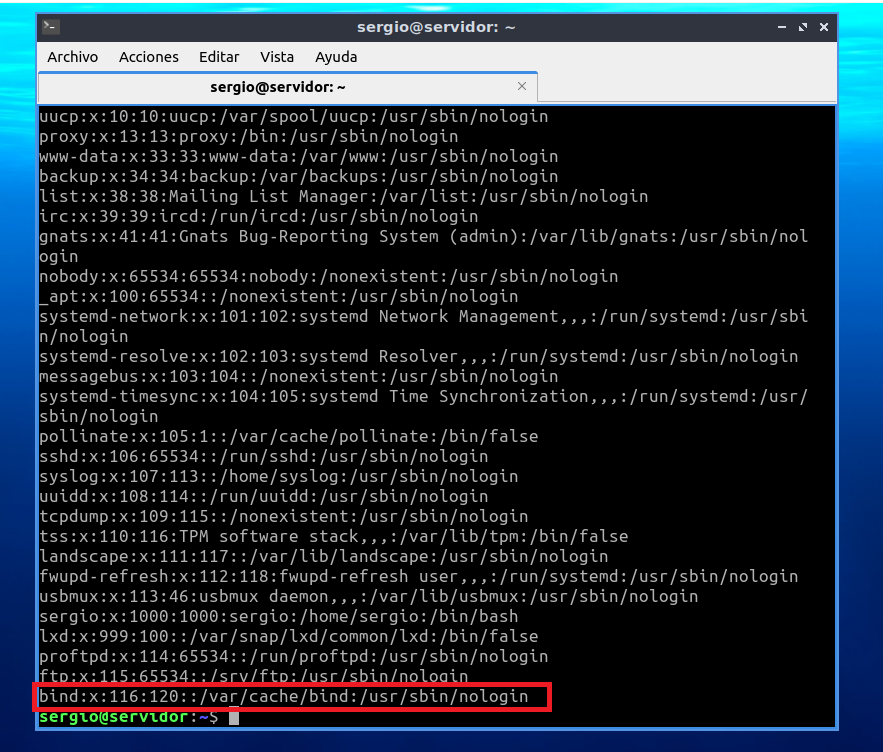 sergio@servidor: ~
Archivo Acciones Editar Vista Ayuda
sergio@servidor: ~
uucp:x:10:10:uucp:/var/spool/uucp:/usr/sbin/nologin
proxy:x:13:13:proxy:/bin:/usr/sbin/nologin
www-data:x:33:33:www-data:/var/www:/usr/sbin/nologin
backup:x:34:34:backup:/var/backups:/usr/sbin/nologin
list:x:38:38:Mailing List Manager:/var/list:/usr/sbin/nologin
irc:x:39:39:ircd:/run/ircd:/usr/sbin/nologin
gnats:x:41:41:Gnats Bug-Reporting System (admin):/var/lib/gnats:/usr/sbin/nol
ogin
nobody:x:65534:65534:nobody:/nonexistent:/usr/sbin/nologin
_apt:x:100:65534::/nonexistent:/usr/sbin/nologin
systemd-network:x:101:102:systemd Network Management,,,:/run/systemd:/usr/sbi
n/nologin
systemd-resolve:x:102:103:systemd Resolver,,,:/run/systemd:/usr/sbin/nologin
messagebus:x:103:104::/nonexistent:/usr/sbin/nologin
systemd-timesync:x:104:105:systemd Time Synchronization,,,:/run/systemd:/usr/
sbin/nologin
pollinate:x:105:1::/var/cache/pollinate:/bin/false
sshd:x:106:65534::/run/sshd:/usr/sbin/nologin
syslog:x:107:113::/home/syslog:/usr/sbin/nologin
uuidd:x:108:114::/run/uuidd:/usr/sbin/nologin
tcpdump:x:109:115::/nonexistent:/usr/sbin/nologin
tss:x:110:116:TPM software stack,,,:/var/lib/tpm:/bin/false
landscape:x:111:117::/var/lib/landscape:/usr/sbin/nologin
fwupd-refresh:x:112:118:fwupd-refresh user,,,:/run/systemd:/usr/sbin/nologin
usbmux:x:113:46:usbmux daemon,,,:/var/lib/usbmux:/usr/sbin/nologin
sergio:x:1000:1000:sergio:/home/sergio:/bin/bash
lxd:x:999:100::/var/snap/lxd/common/lxd:/bin/false
proftpd:x:114:65534::/run/proftpd:/usr/sbin/nologin
ftp:x:115:65534::/srv/ftp:/usr/sbin/nologin
bind:x:116:120::/var/cache/bind:/usr/sbin/nologin
sergio@servidor:~$